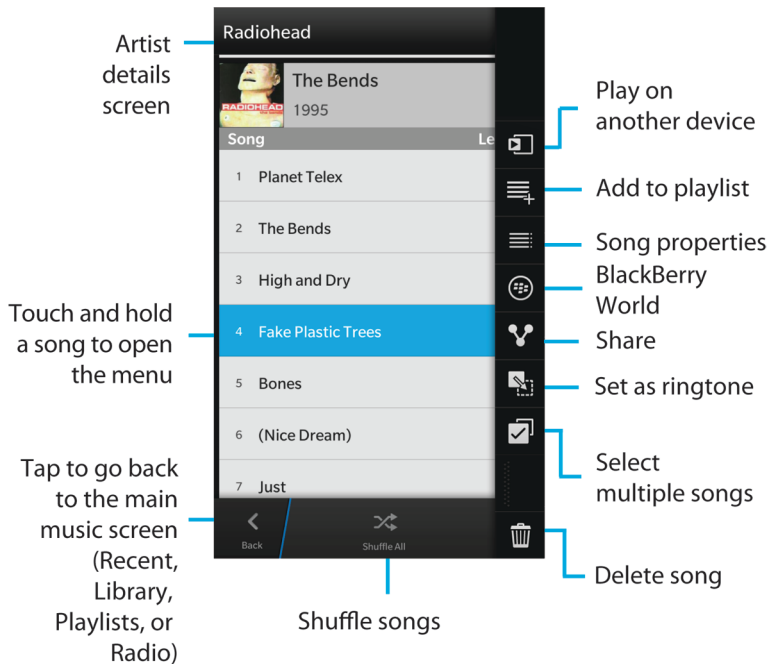 Artist
details
screen
Radiohead
The Bends
1995
RADIOHEAD
Song Le
1 Planet Telex
2 The Bends
3 High and Dry
4 Fake Plastic Trees
5 Bones
6 (Nice Dream)
7 Just
Back
Shuffle All
Touch and hold
a song to open
the menu
Tap to go back
to the main
music screen
(Recent,
Library,
Playlists, or
Radio)
Shuffle songs
Play on
another device
Add to playlist
Song properties
BlackBerry
World
Share
Set as ringtone
Select
multiple songs
Delete song